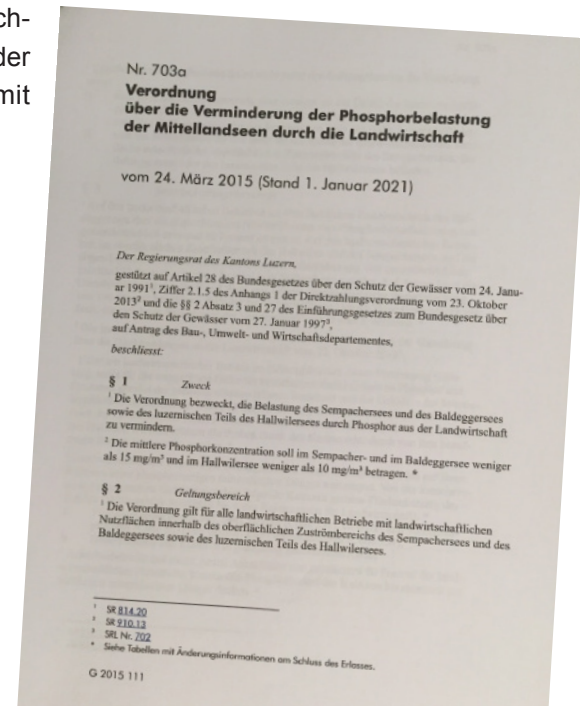 ch-
der
mit
Nr. 703a
Verordnung
über die Verminderung der Phosphorbelastung
der Mittellandseen durch die Landwirtschaft
vom 24. März 2015 (Stand 1. Januar 2021)
Der Regierungsrat des Kantons Luzern,
gestützt auf Artikel 28 des Bundesgesetzes über den Schutz der Gewässer vom 24. Janu-
ar 1991¹, Ziffer 2.1.5 des Anhangs 1 der Direktzahlungsverordnung vom 23. Oktober
2013² und die §§ 2 Absatz 3 und 27 des Einführungsgesetzes zum Bundesgesetz über
den Schutz der Gewässer vom 27. Januar 1997³,
auf Antrag des Bau-, Umwelt- und Wirtschaftsdepartementes,
beschliesst:
§ 1 Zweck
¹ Die Verordnung bezweckt, die Belastung des Sempachersees und des Baldeggersees
sowie des luzernischen Teils des Hallwilersees durch Phosphor aus der Landwirtschaft
zu vermindern.
² Die mittlere Phosphorkonzentration soll im Sempacher- und im Baldeggersee weniger
als 15 mg/m³ und im Hallwilersee weniger als 10 mg/m³ betragen. *
§ 2 Geltungsbereich
¹ Die Verordnung gilt für alle landwirtschaftlichen Betriebe mit landwirtschaftlichen
Nutzflächen innerhalb des oberflächlichen Zuströmbereichs des Sempachersees und des
Baldeggersees sowie des luzernischen Teils des Hallwilersees.
¹ SR 814.20
² SR 910.13
³ SRL Nr. 702
* Siehe Tabellen mit Änderungsinformationen am Schluss des Erlasses.
G 2015 111